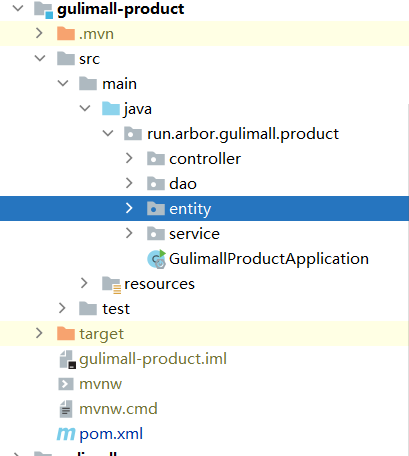 gulimall-product
.mvn
src
main
java
run.arbor.gulimall.product
controller
dao
entity
service
GulimallProductApplication
resources
test
target
gulimall-product.iml
mvnw
mvnw.cmd
pom.xml